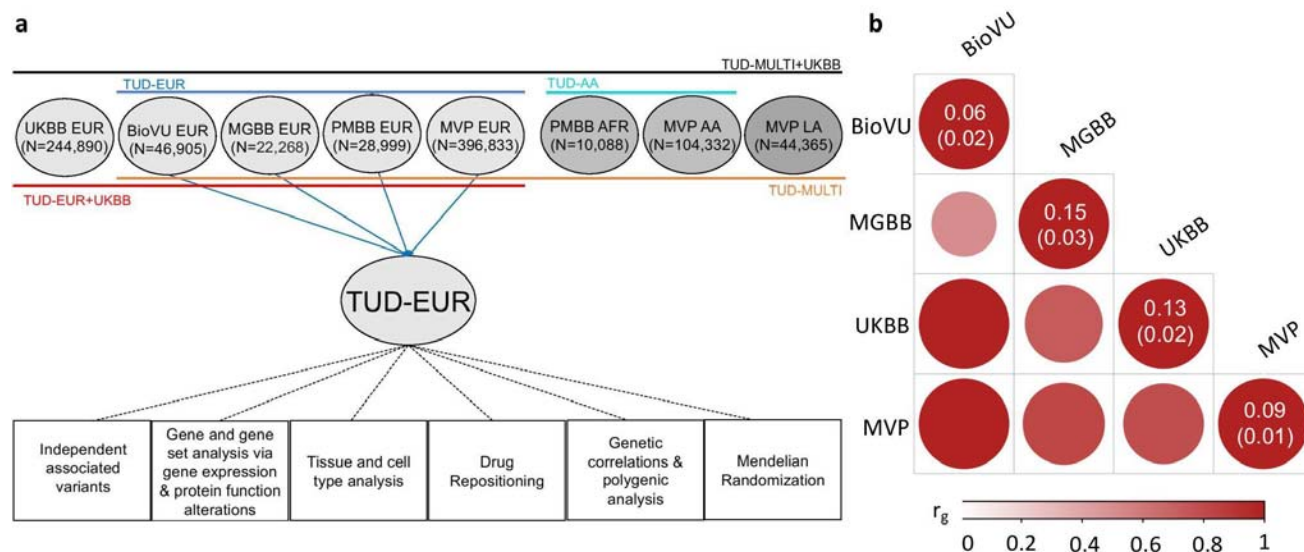 a
TUD-MULTI+UKBB
TUD-EUR
TUD-AA
UKBB EUR
(N=244,890)
BioVU EUR
(N=46,905)
MGBB EUR
(N=22,268)
PMBB EUR
(N=28,999)
MVP EUR
(N=396,833)
PMBB AFR
(N=10,088)
MVP AA
(N=104,332)
MVP LA
(N=44,365)
TUD-EUR+UKBB
TUD-MULTI
TUD-EUR
Independent
associated
variants
Gene and gene
set analysis via
gene expression
& protein function
alterations
Tissue and cell
type analysis
Drug
Repositioning
Genetic
correlations &
polygenic
analysis
Mendelian
Randomization
b
BioVU
MGBB
UKBB
MVP
BioVU
0.06
(0.02)
MGBB
0.15
(0.03)
UKBB
0.13
(0.02)
MVP
0.09
(0.01)
rg
0 0.2 0.4 0.6 0.8 1